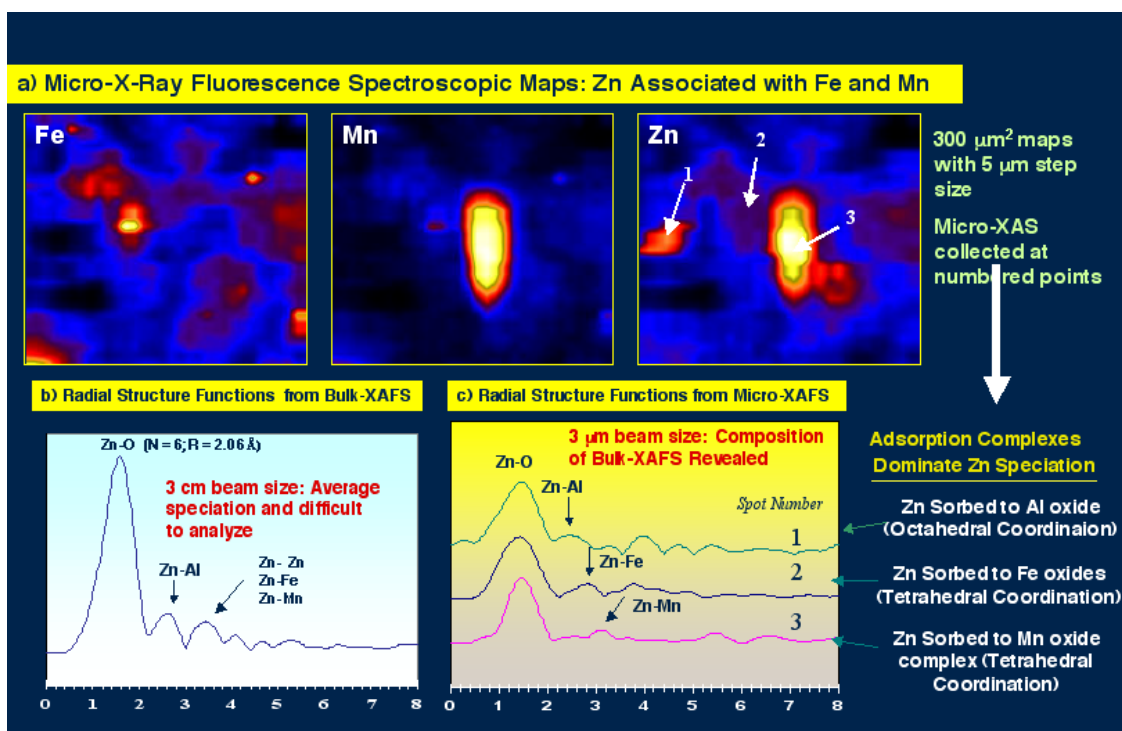 a) Micro-X-Ray Fluorescence Spectroscopic Maps: Zn Associated with Fe and Mn
Fe
Mn
Zn
1
2
3
300 µm² maps
with 5 µm step
size
Micro-XAS
collected at
numbered points
b) Radial Structure Functions from Bulk-XAFS
Zn-O (N = 6; R = 2.06 Å)
3 cm beam size: Average
speciation and difficult
to analyze
Zn-Al
Zn- Zn
Zn-Fe
Zn-Mn
0 1 2 3 4 5 6 7 8
c) Radial Structure Functions from Micro-XAFS
3 µm beam size: Composition
of Bulk-XAFS Revealed
Zn-O
Zn-Al
Spot Number
1
Zn-Fe
2
Zn-Mn
3
0 1 2 3 4 5 6 7 8
Adsorption Complexes
Dominate Zn Speciation
Zn Sorbed to Al oxide
(Octahedral Coordinaion)
Zn Sorbed to Fe oxides
(Tetrahedral Coordination)
Zn Sorbed to Mn oxide
complex (Tetrahedral
Coordination)